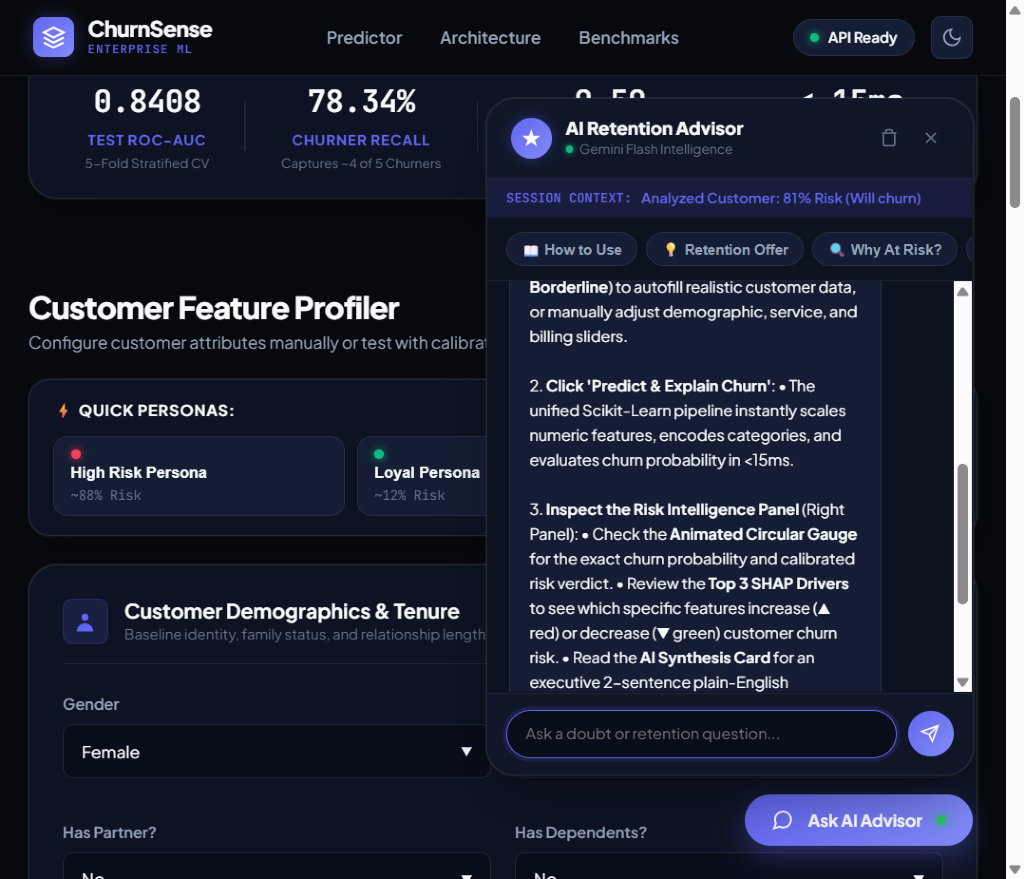 ChurnSense
ENTERPRISE ML
Predictor
Architecture
Benchmarks
API Ready
0.8408
TEST ROC-AUC
5-Fold Stratified CV
78.34%
CHURNER RECALL
Captures ~4 of 5 Churners
AI Retention Advisor
Gemini Flash Intelligence
SESSION CONTEXT: Analyzed Customer: 81% Risk (Will churn)
📖 How to Use
💡 Retention Offer
🔍 Why At Risk?
Borderline) to autofill realistic customer data,
or manually adjust demographic, service, and
billing sliders.
2. Click 'Predict & Explain Churn': • The
unified Scikit-Learn pipeline instantly scales
numeric features, encodes categories, and
evaluates churn probability in <15ms.
3. Inspect the Risk Intelligence Panel (Right
Panel): • Check the Animated Circular Gauge
for the exact churn probability and calibrated
risk verdict. • Review the Top 3 SHAP Drivers
to see which specific features increase (▲
red) or decrease (▼ green) customer churn
risk. • Read the AI Synthesis Card for an
executive 2-sentence plain-English
Ask a doubt or retention question...
Ask AI Advisor
Customer Feature Profiler
Configure customer attributes manually or test with
QUICK PERSONAS:
High Risk Persona
~88% Risk
Loyal Persona
~12% Risk
Customer Demographics & Tenure
Baseline identity, family status, and relationship length
Gender
Female
Has Partner?
No
Has Dependents?
No